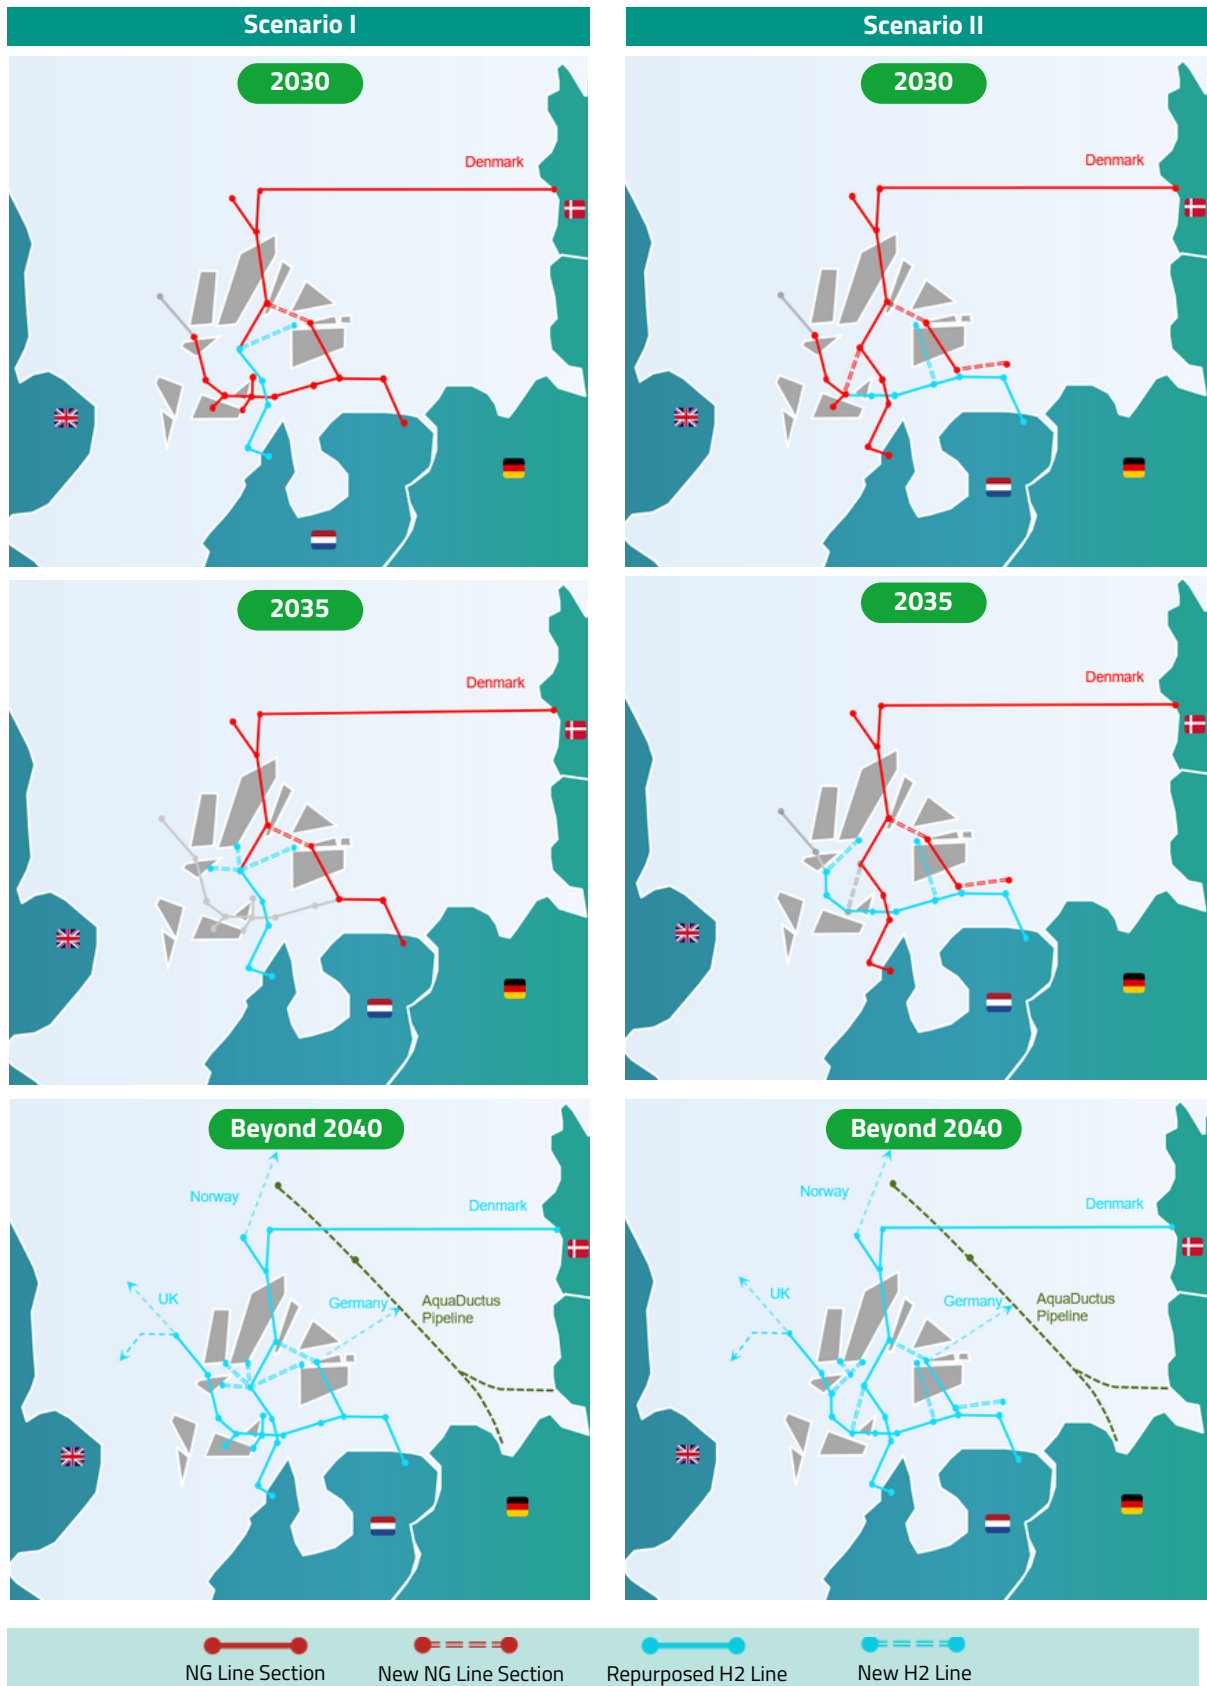 Scenario I
Scenario II
2030
2030
Denmark
Denmark
2035
2035
Denmark
Denmark
Beyond 2040
Beyond 2040
Norway
Denmark
UK
Germany
AquaDuctus
Pipeline
Norway
Denmark
UK
Germany
AquaDuctus
Pipeline
NG Line Section
New NG Line Section
Repurposed H2 Line
New H2 Line